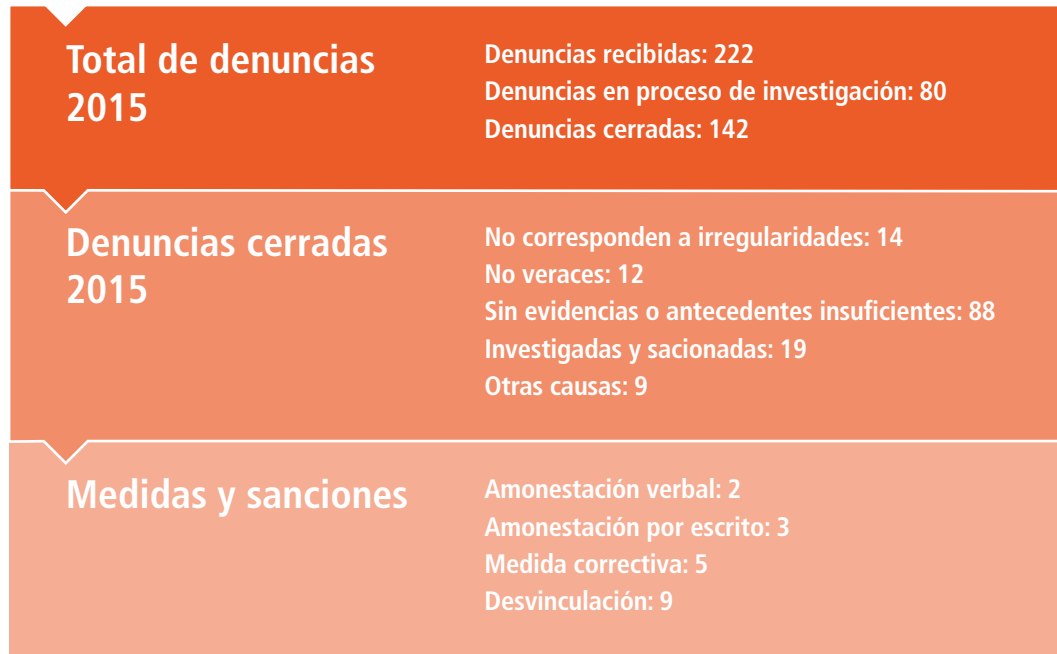 Total de denuncias
2015
Denuncias recibidas: 222
Denuncias en proceso de investigación: 80
Denuncias cerradas: 142
Denuncias cerradas
2015
No corresponden a irregularidades: 14
No veraces: 12
Sin evidencias o antecedentes insuficientes: 88
Investigadas y sacionadas: 19
Otras causas: 9
Medidas y sanciones
Amonestación verbal: 2
Amonestación por escrito: 3
Medida correctiva: 5
Desvinculación: 9